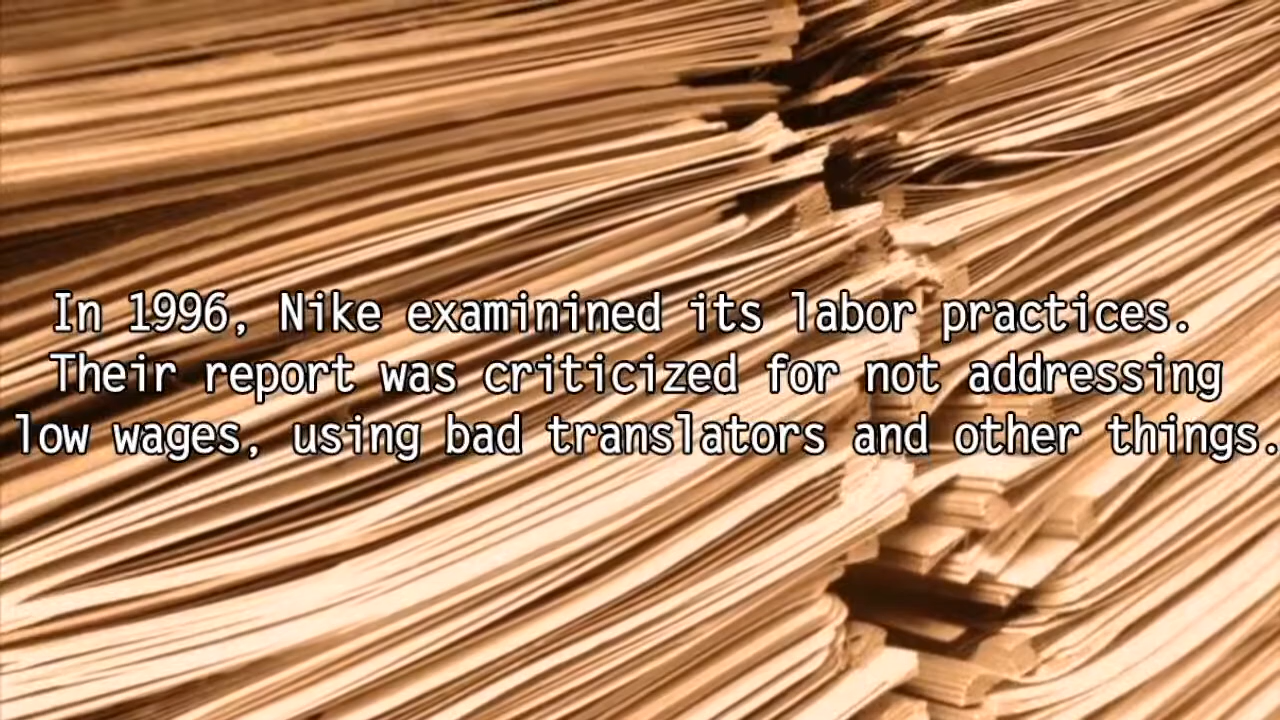 In 1996, Nike examinined its labor practices.
Their report was criticized for not addressing
low wages, using bad translators and other things.